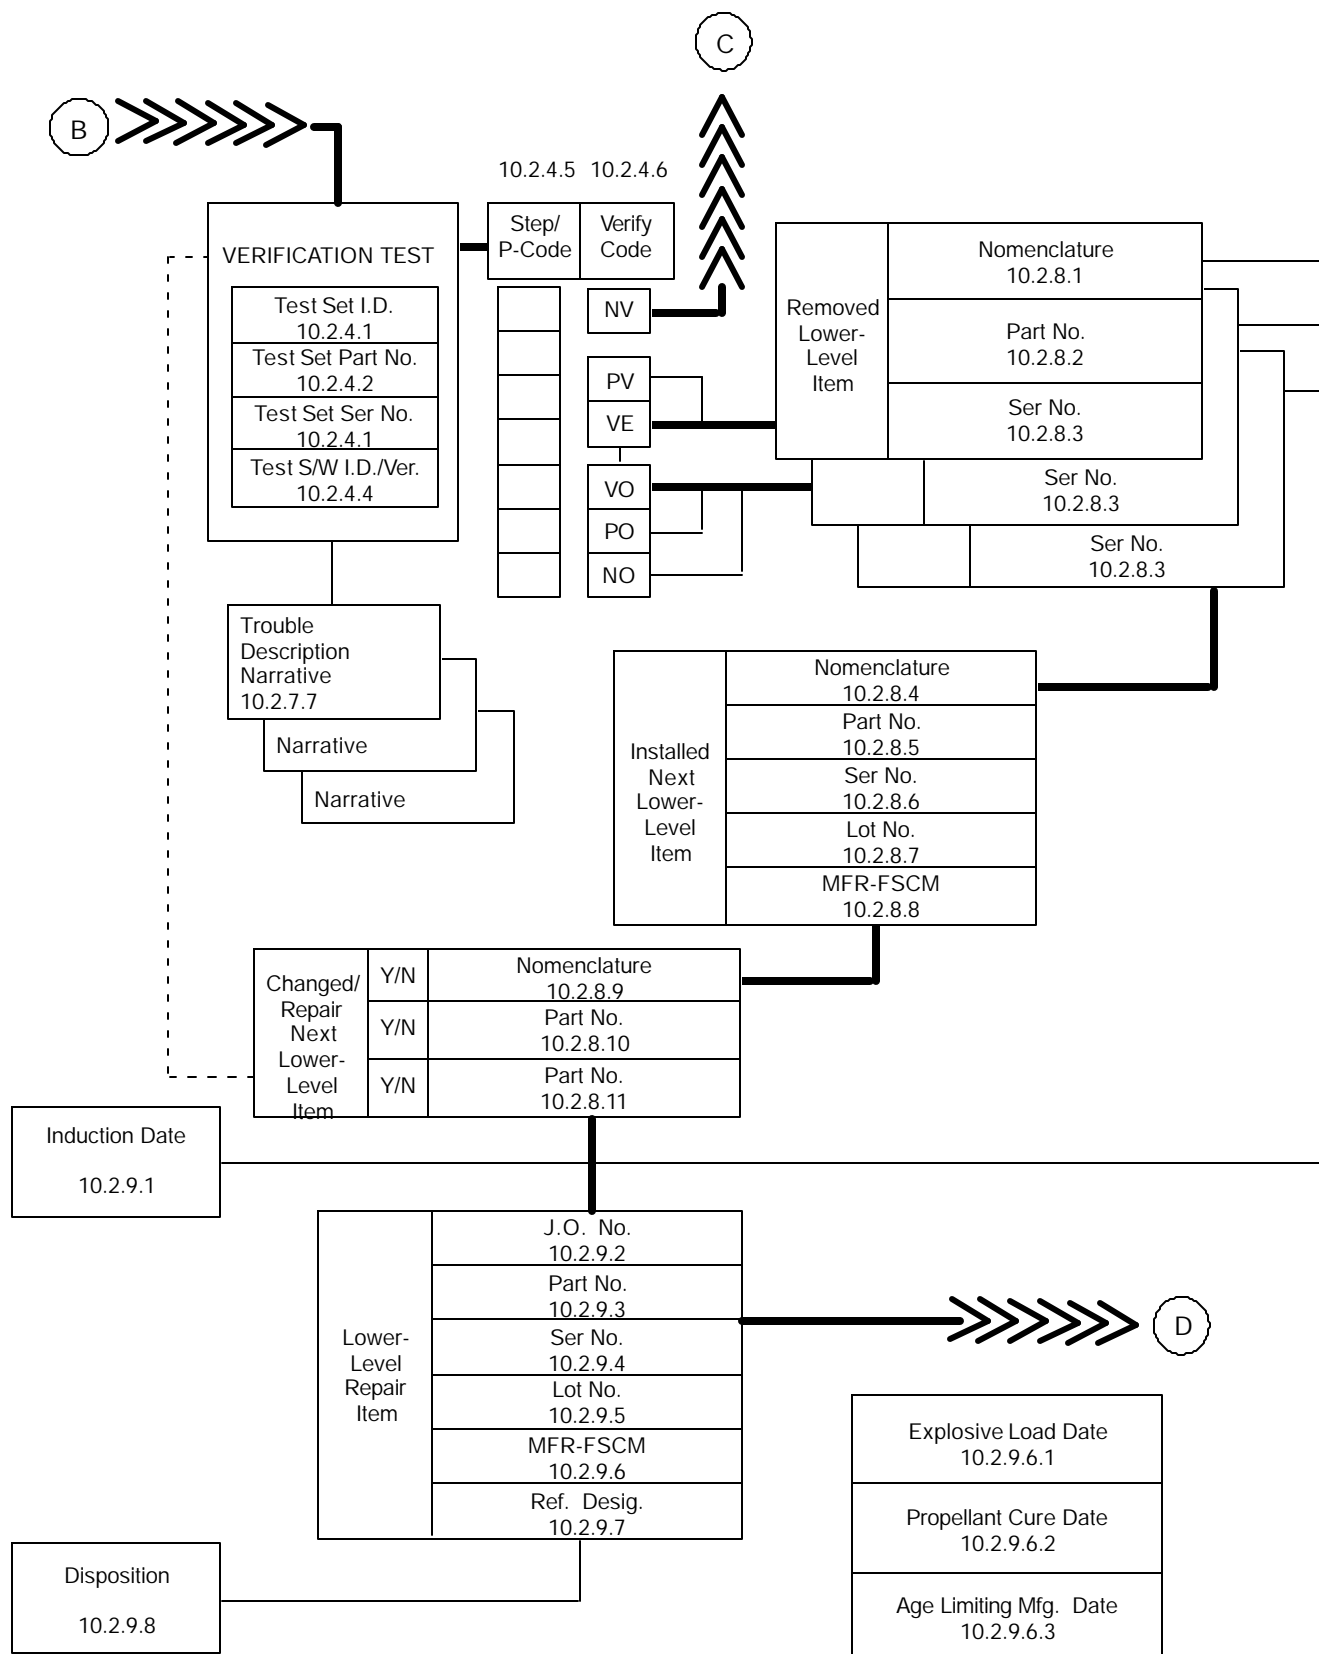 C
B
10.2.4.5 10.2.4.6
Step/
P-Code
Verify
Code
VERIFICATION TEST
Test Set I.D.
10.2.4.1
Test Set Part No.
10.2.4.2
Test Set Ser No.
10.2.4.1
Test S/W I.D./Ver.
10.2.4.4
NV
PV
VE
VO
PO
NO
Removed
Lower-
Level
Item
Nomenclature
10.2.8.1
Part No.
10.2.8.2
Ser No.
10.2.8.3
Ser No.
10.2.8.3
Ser No.
10.2.8.3
Trouble
Description
Narrative
10.2.7.7
Narrative
Narrative
Installed
Next
Lower-
Level
Item
Nomenclature
10.2.8.4
Part No.
10.2.8.5
Ser No.
10.2.8.6
Lot No.
10.2.8.7
MFR-FSCM
10.2.8.8
Changed/
Repair
Next
Lower-
Level
Item
Y/N
Nomenclature
10.2.8.9
Y/N
Part No.
10.2.8.10
Y/N
Part No.
10.2.8.11
Induction Date
10.2.9.1
Lower-
Level
Repair
Item
J.O. No.
10.2.9.2
Part No.
10.2.9.3
Ser No.
10.2.9.4
Lot No.
10.2.9.5
MFR-FSCM
10.2.9.6
Ref. Desig.
10.2.9.7
D
Explosive Load Date
10.2.9.6.1
Propellant Cure Date
10.2.9.6.2
Age Limiting Mfg. Date
10.2.9.6.3
Disposition
10.2.9.8